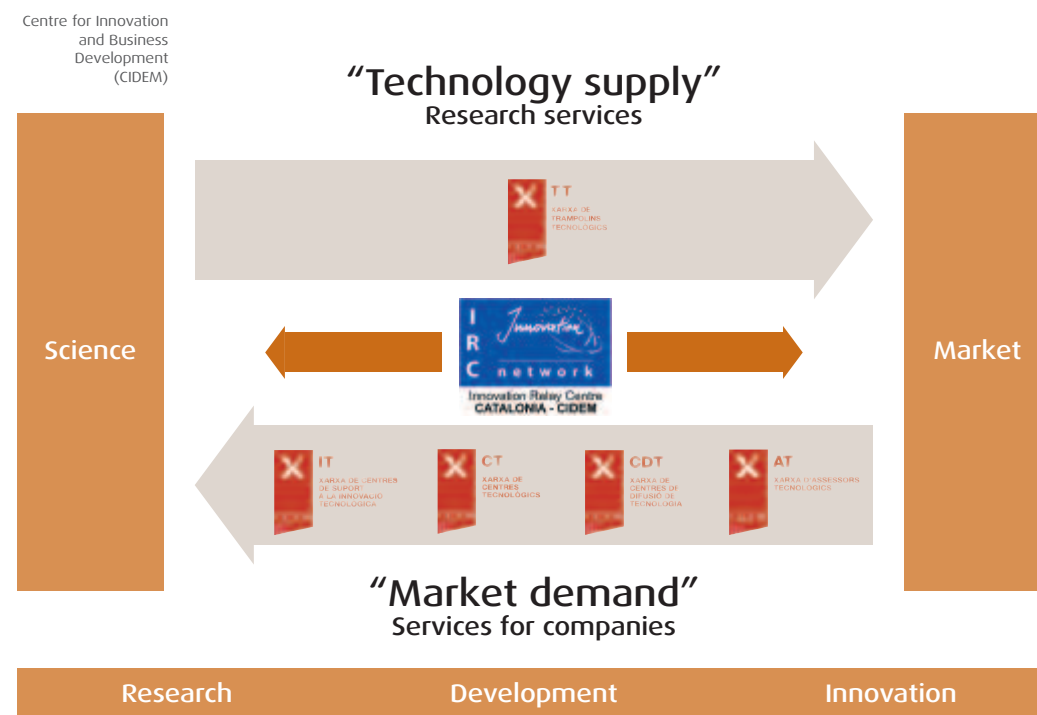 Centre for Innovation
and Business
Development
(CIDEM)
“Technology supply”
Research services
X TT
XARXA DE
TRAMPOLINS
TECNOLÒGICS
Science
Market
I
R
C
Innovation
network
Innovation Relay Centre
CATALONIA - CIDEM
X IT
XARXA DE CENTRES
DE SUPORT
A LA INNOVACIÓ
TECNOLÒGICA
X CT
XARXA DE
CENTRES
TECNOLÒGICS
X CDT
XARXA DE
CENTRES DE
DIFUSIÓ DE
TECNOLOGIA
X AT
XARXA D'ASSESSORS
TECNOLÒGICS
“Market demand”
Services for companies
Research
Development
Innovation